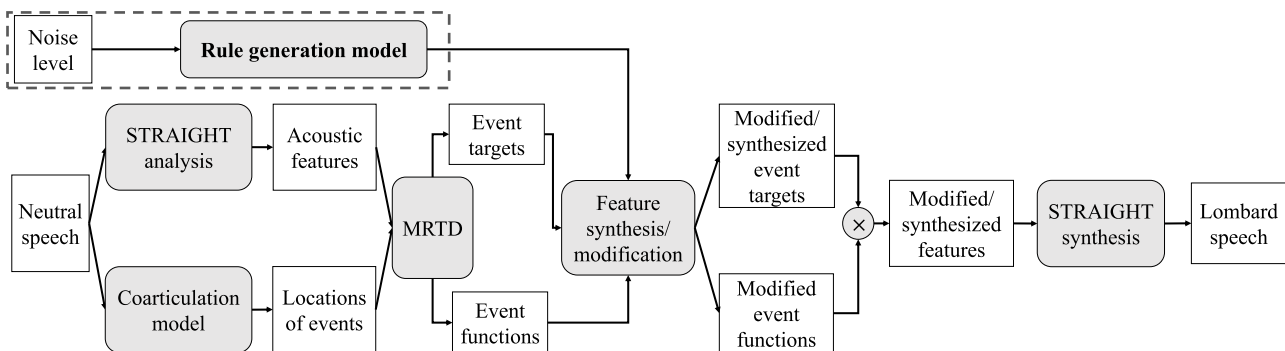 Noise
level
Rule generation model
Neutral
speech
STRAIGHT
analysis
Acoustic
features
Coarticulation
model
Locations
of events
MRTD
Event
targets
Event
functions
Feature
synthesis/
modification
Modified/
synthesized
event
targets
Modified
event
functions
×
Modified/
synthesized
features
STRAIGHT
synthesis
Lombard
speech